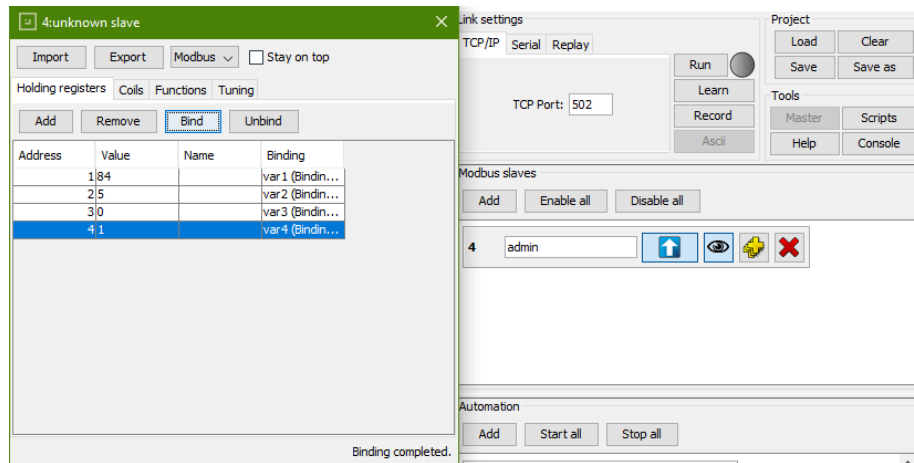 4:unknown slave
Import Export Modbus Stay on top
Holding registers Coils Functions Tuning
Add Remove Bind Unbind
Address Value Name Binding
1 84 var1 (Bindin...
2 5 var2 (Bindin...
3 0 var3 (Bindin...
4 1 var4 (Bindin...
Binding completed.
Link settings
TCP/IP Serial Replay
TCP Port: 502
Run
Learn
Record
Ascii
Project
Load Clear
Save Save as
Tools
Master Scripts
Help Console
Modbus slaves
Add Enable all Disable all
4 admin
Automation
Add Start all Stop all